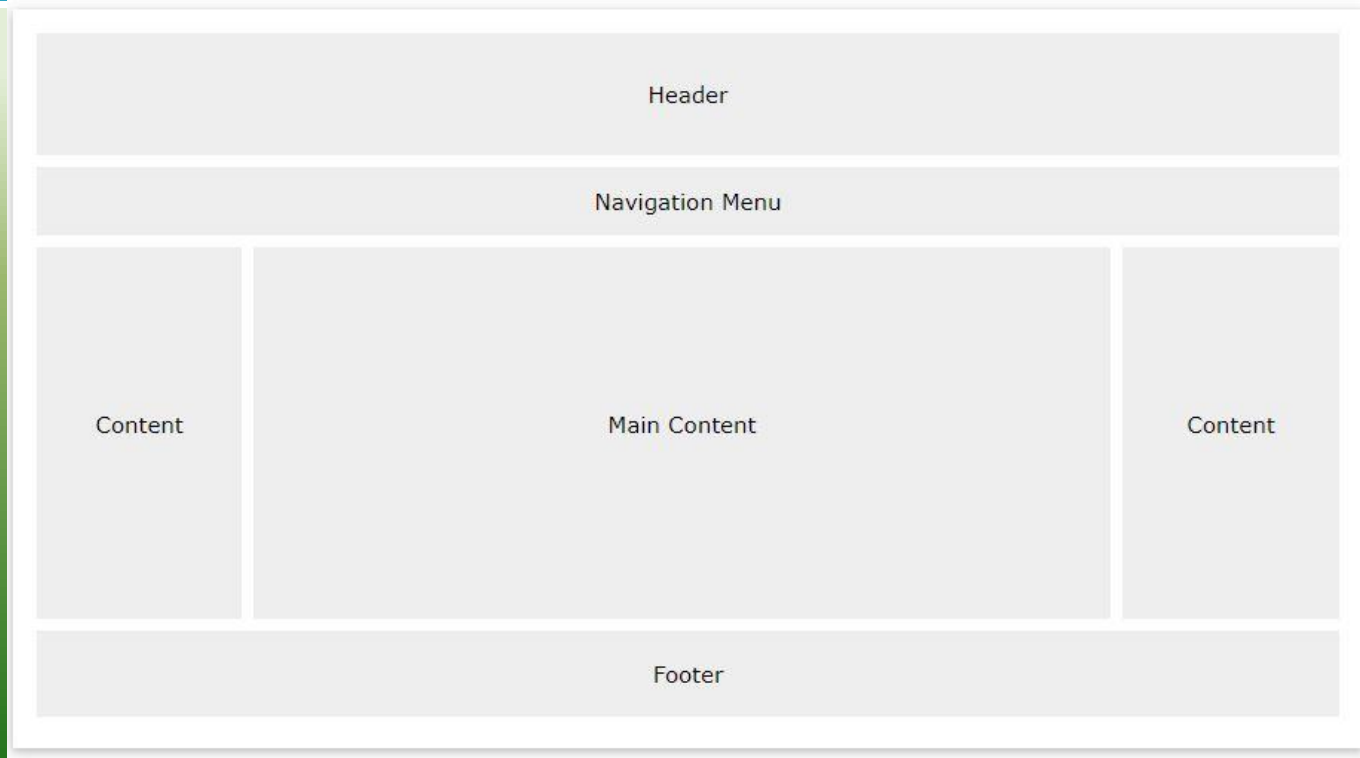 Header
Navigation Menu
Content
Main Content
Content
Footer